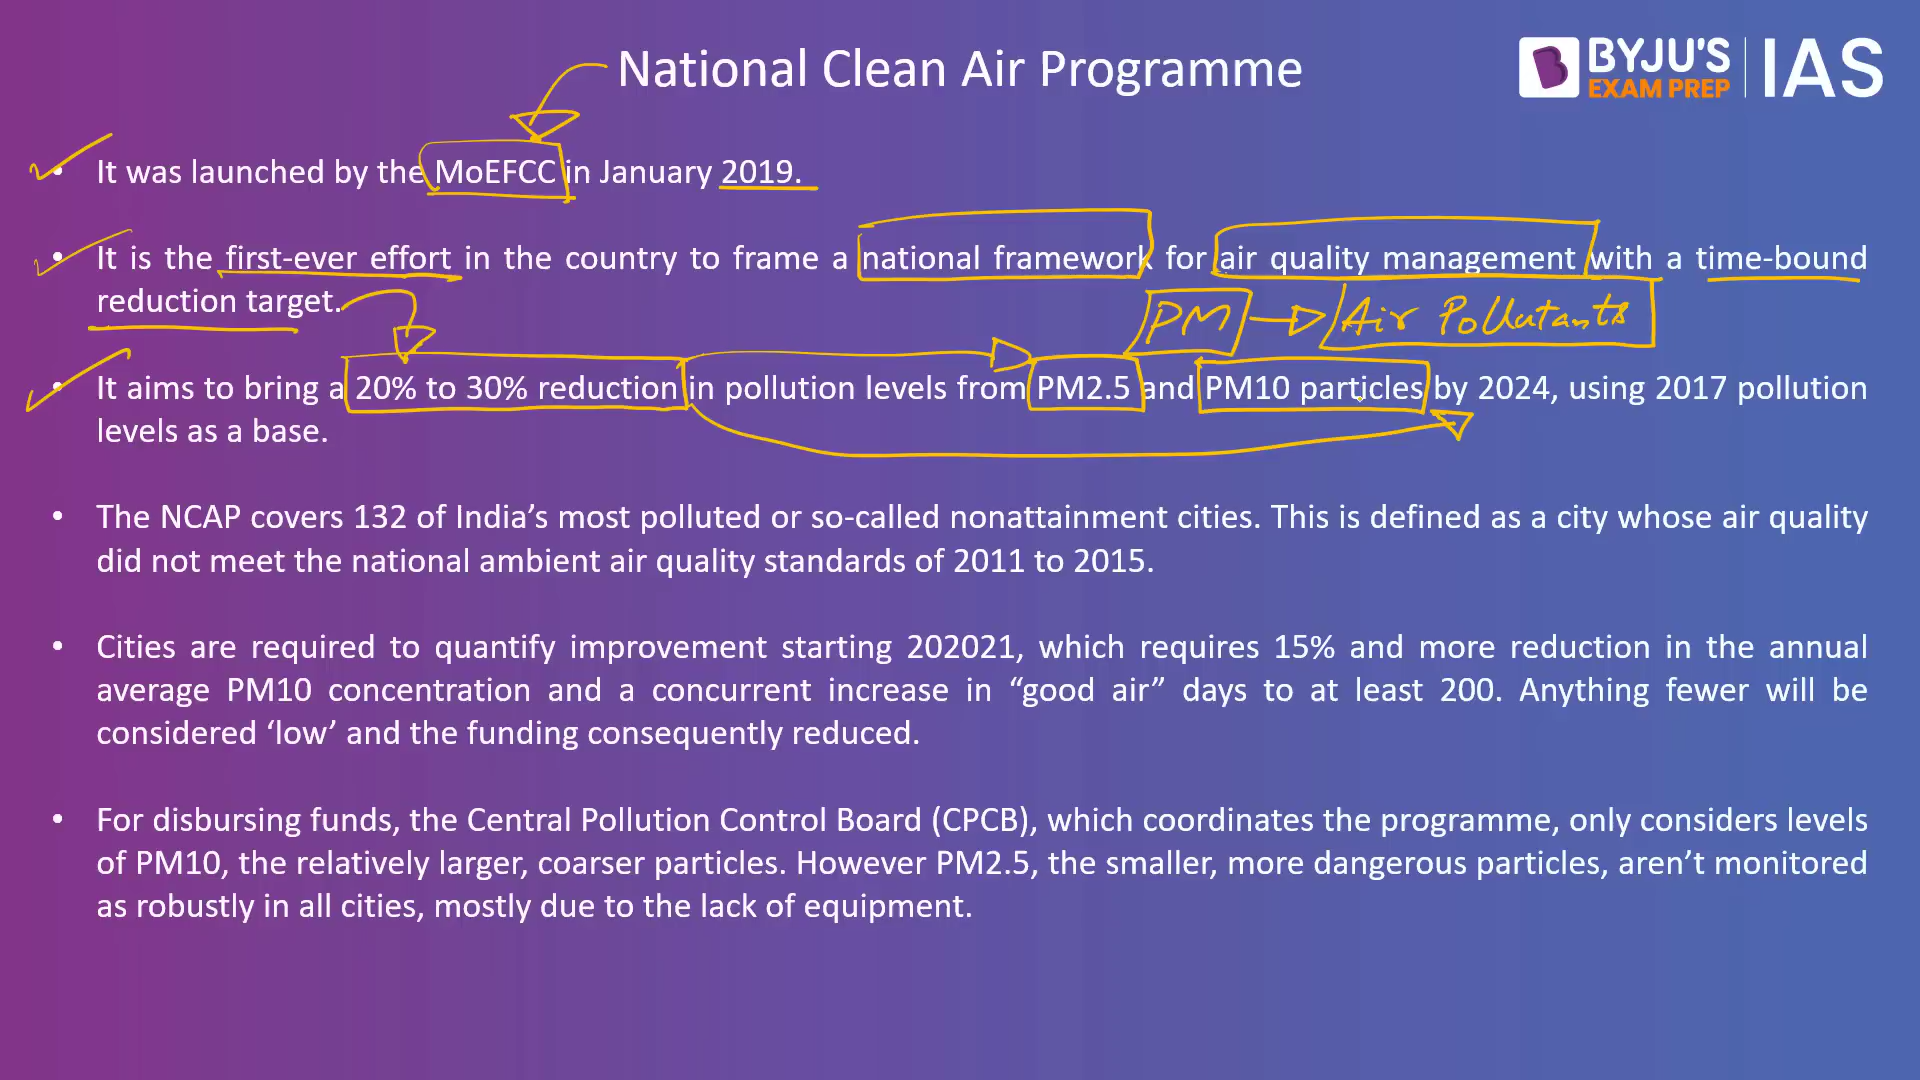 National Clean Air Programme
BYJU'S
EXAM PREP
IAS
• It was launched by the MoEFCC in January 2019.
• It is the first-ever effort in the country to frame a national framework for air quality management with a time-bound
reduction target.
PM → Air Pollutants
• It aims to bring a 20% to 30% reduction in pollution levels from PM2.5 and PM10 particles by 2024, using 2017 pollution
levels as a base.
• The NCAP covers 132 of India's most polluted or so-called nonattainment cities. This is defined as a city whose air quality
did not meet the national ambient air quality standards of 2011 to 2015.
• Cities are required to quantify improvement starting 202021, which requires 15% and more reduction in the annual
average PM10 concentration and a concurrent increase in “good air” days to at least 200. Anything fewer will be
considered ‘low’ and the funding consequently reduced.
• For disbursing funds, the Central Pollution Control Board (CPCB), which coordinates the programme, only considers levels
of PM10, the relatively larger, coarser particles. However PM2.5, the smaller, more dangerous particles, aren’t monitored
as robustly in all cities, mostly due to the lack of equipment.